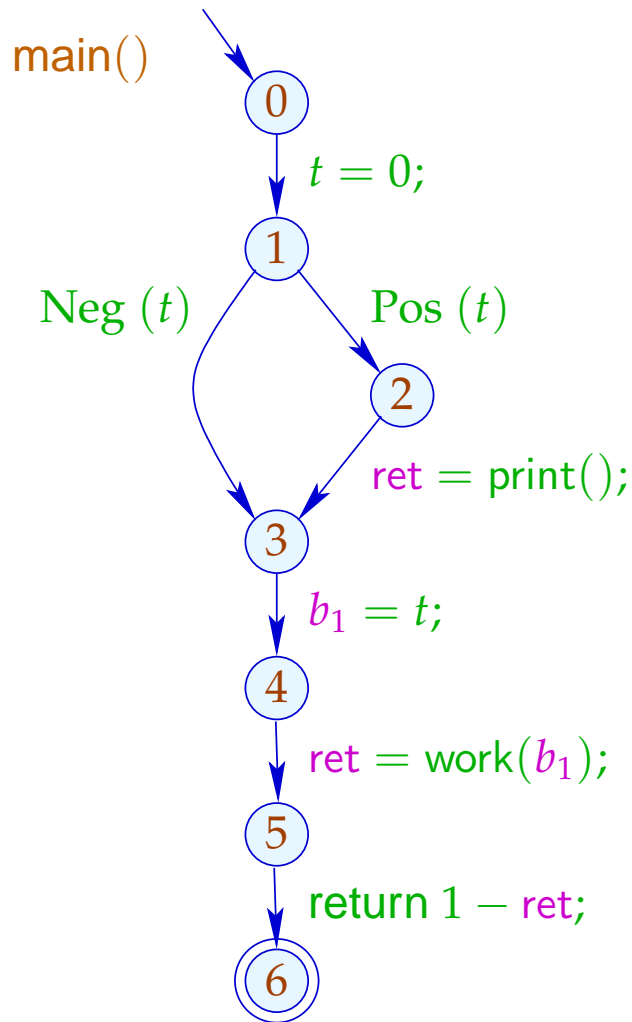 main()
0
t = 0;
1
Neg (t) Pos (t)
2
ret = print();
3
b₁ = t;
4
ret = work(b₁);
5
return 1 − ret;
6